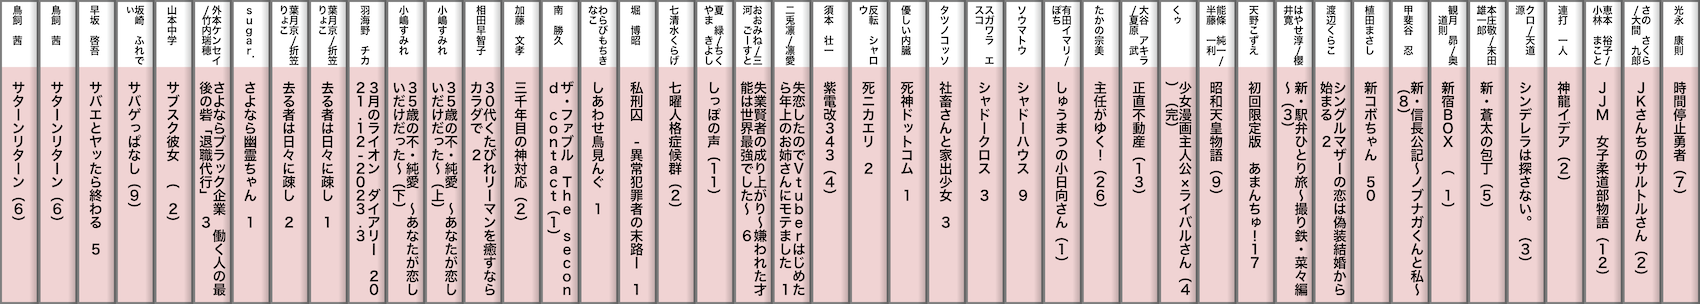 光永　康則
時間停止勇者（7）
さの　さくら
/大間　九郎
ＪＫさんちのサルトルさん（2）
恵本　裕子/
小林　まこと
ＪＪＭ　女子柔道部物語（12）
連打　一人
神龍イデア（2）
クロ/天道
源
シンデレラは探さない。（3）
本庄敬/末田
雄一郎
新・蒼太の包丁（5）
観月　昴/奥
道則
新宿ＢＯＸ　（　1）
甲斐谷　忍
新・信長公記～ノブナガくんと私～
（8）
植田まさし
新コボちゃん　50
渡辺くらこ
シングルマザーの恋は偽装結婚から
始まる　2
はやせ淳/櫻
井寛
新・駅弁ひとり旅～撮り鉄・菜々編
～（3）
天野こずえ
初回限定版　あまんちゅ！17
能條　純一/
半藤　一利/
昭和天皇物語（9）
くゥ
少女漫画主人公×ライバルさん（4
）（完）
大谷　アキラ
/夏原　武
正直不動産（13）
たかの宗美
主任がゆく！（26）
有田イマリ/
ぼち
しゅうまつの小日向さん（1）
ソウマトウ
シャドーハウス　9
スガワラ　エ
スコ
シャドークロス　3
タツノコッソ
社畜さんと家出少女　3
優しい内臓
死神ドットコム　1
反転　シャロ
ウ
死ニカエリ　2
須本　壮一
紫電改343（4）
二兎凛/凛愛
失恋したのでＶｔｕｂｅｒはじめた
ら年上のお姉さんにモテました　1
おおみね/三
河　ごーすと
失業賢者の成り上がり～嫌われた才
能は世界最強でした～　6
夏　緑/ちく
やま　きよし
しっぽの声（11）
七清水くらげ
七曜人格症候群（2）
堀　博昭
私刑囚　-異常犯罪者の末路ー　1
わらびもちき
なこ
しあわせ鳥見んぐ　1
南　勝久
ザ・ファブル　Ｔｈｅ　ｓｅｃｏｎ
ｄ　ｃｏｎｔａｃｔ（1）
加藤　文孝
三千年目の神対応（2）
相田早智子
30代くたびれリーマンを癒すなら
カラダで　2
小嶋すみれ
35歳の不・純愛　～あなたが恋し
いだけだった～（上）
小嶋すみれ
35歳の不・純愛　～あなたが恋し
いだけだった～（下）
羽海野　チカ
3月のライオン　ダイアリー　20
21.12-2023.3
葉月京/折笠
りょこ
去る者は日々に疎し　1
葉月京/折笠
りょこ
去る者は日々に疎し　2
ｓｕｇａｒ．
さよなら幽霊ちゃん　1
外本ケンセイ
/竹内瑞穂
さよならブラック企業　働く人の最
後の砦「退職代行」　3
山本中学
サブスク彼女　（　2）
坂崎　ふれで
ぃ
サバゲっぱなし（9）
早坂　啓吾
サバエとヤッたら終わる　5
鳥飼　茜
サターンリターン（6）
鳥飼　茜
サターンリターン（6）